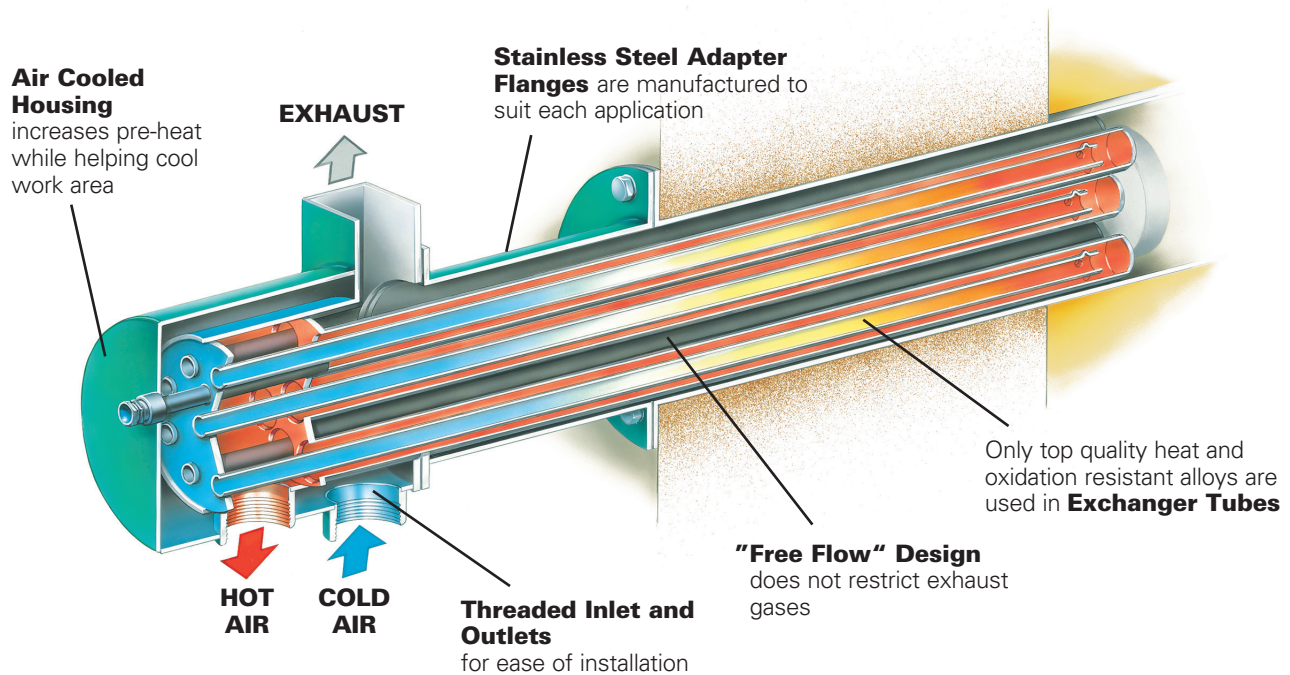 Air Cooled
Housing
increases pre-heat
while helping cool
work area
EXHAUST
Stainless Steel Adapter
Flanges are manufactured to
suit each application
Only top quality heat and
oxidation resistant alloys are
used in Exchanger Tubes
”Free Flow“ Design
does not restrict exhaust
gases
HOT
AIR
COLD
AIR
Threaded Inlet and
Outlets
for ease of installation